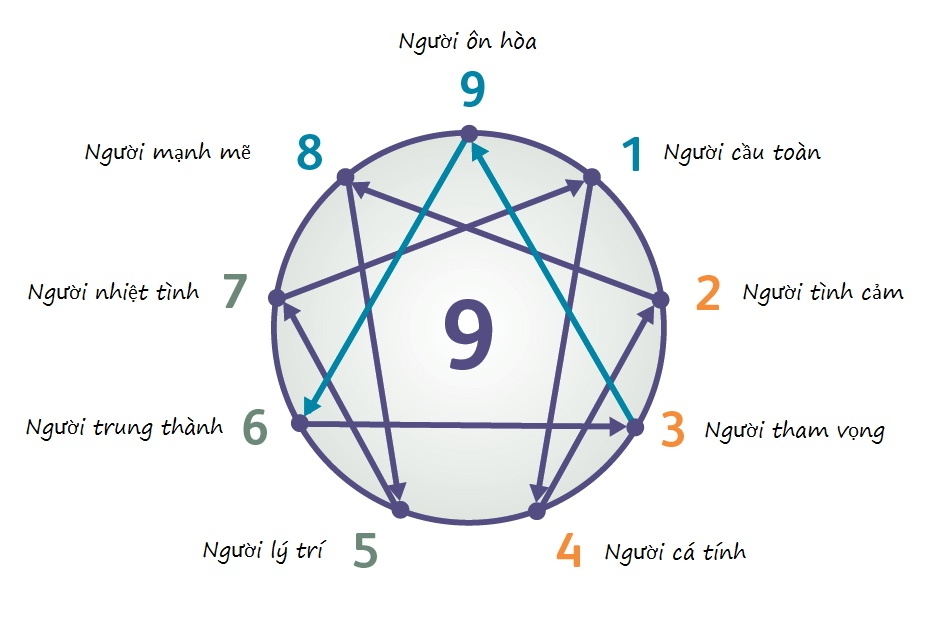 Người ôn hòa
9
Người mạnh mẽ 8
1 Người cầu toàn
Người nhiệt tình 7
2 Người tình cảm
9
Người trung thành 6
3 Người tham vọng
Người lý trí 5
4 Người cá tính